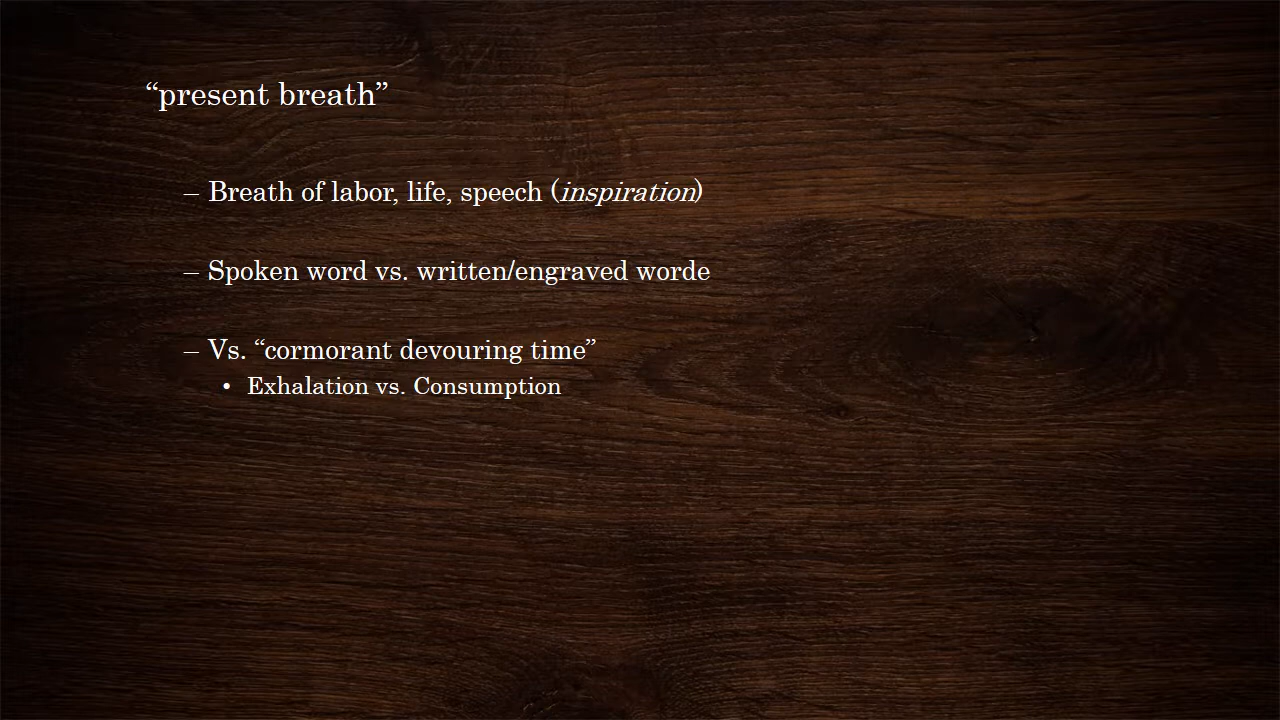 “present breath”
– Breath of labor, life, speech (inspiration)
– Spoken word vs. written/engraved worde
– Vs. “cormorant devouring time”
• Exhalation vs. Consumption